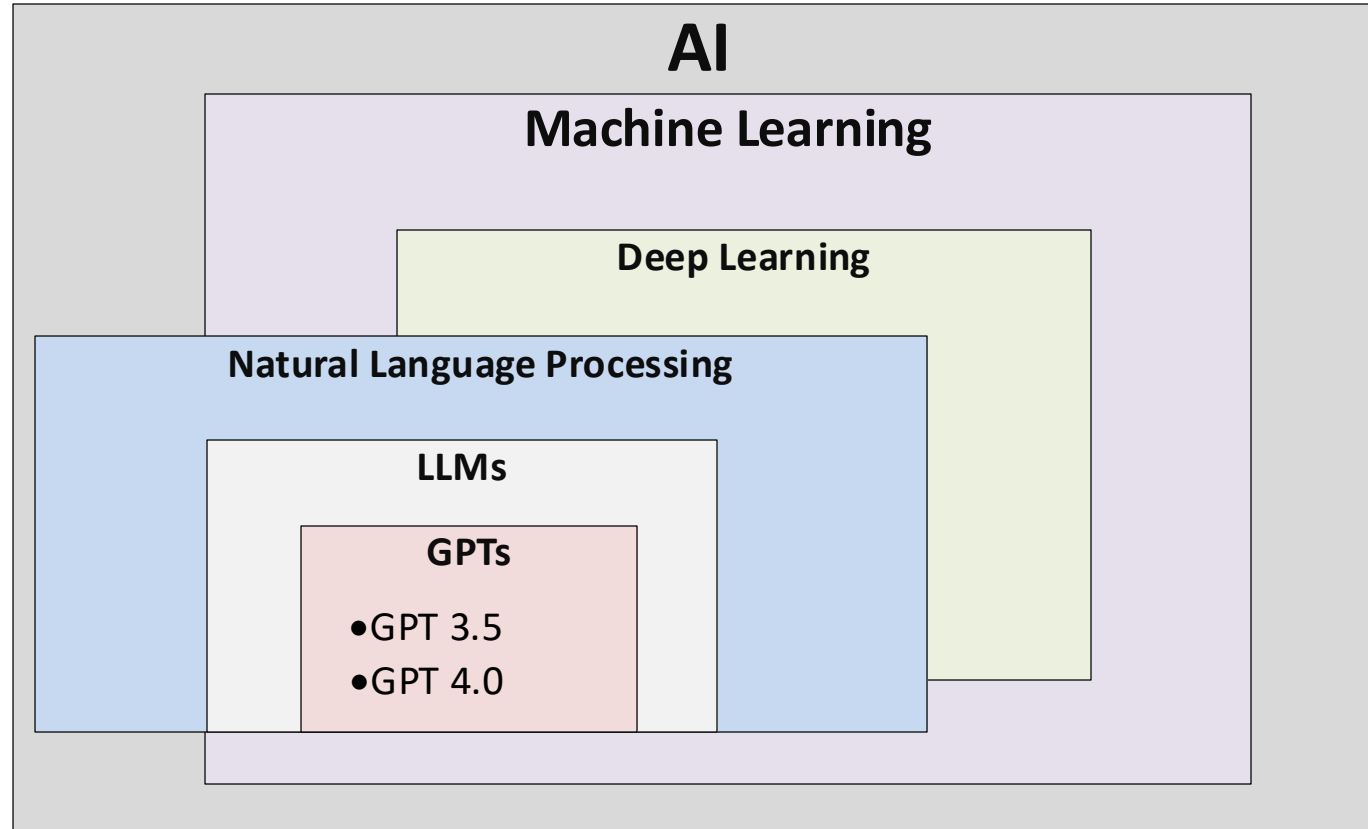 AI
Machine Learning
Deep Learning
Natural Language Processing
LLMs
GPTs
•GPT 3.5
•GPT 4.0